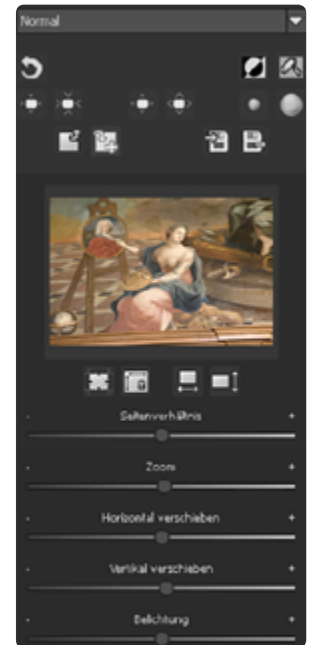 Normal
- Seitenverhältnis +
- Zoom +
- Horizontal verschieben +
- Vertikal verschieben +
- Belichtung +